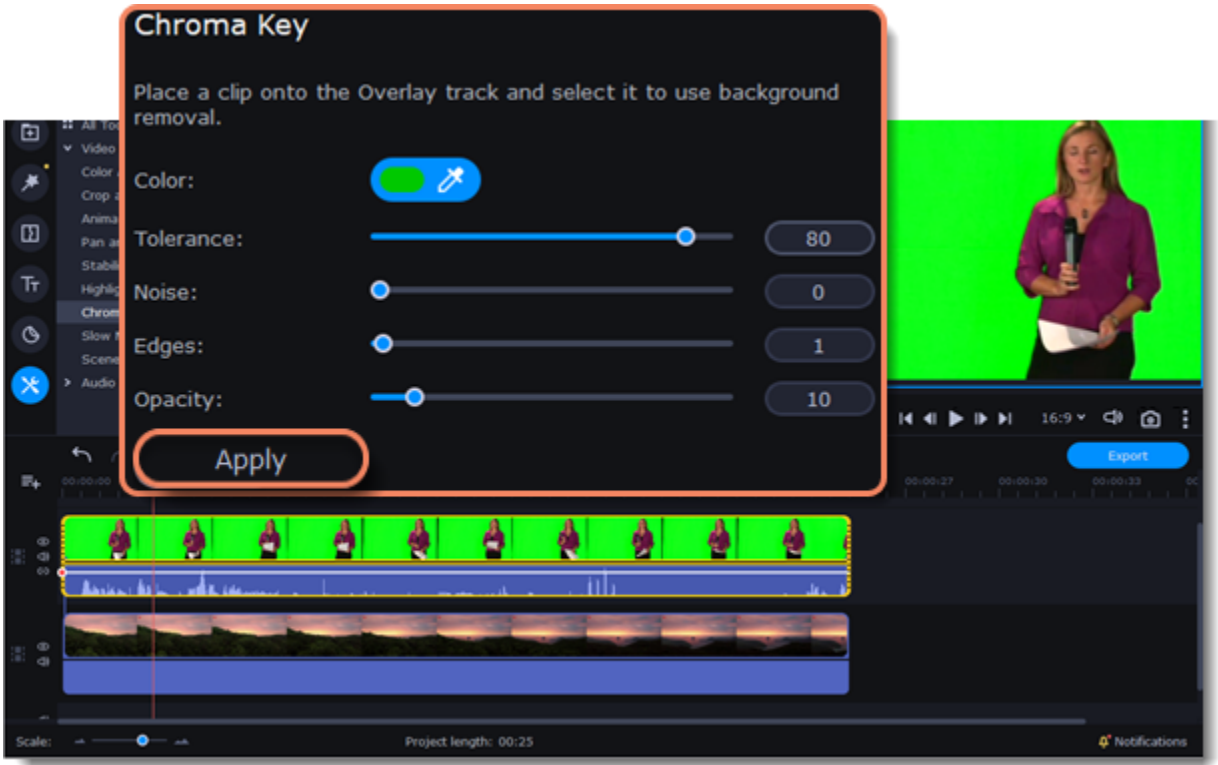 Chroma Key
Place a clip onto the Overlay track and select it to use background
removal.
Color:
Tolerance: 80
Noise: 0
Edges: 1
Opacity: 10
Apply
All Too
Video
Color
Crop a
Anima
Pan an
Stabili
Highlig
Chrom
Slow
Scene
Audio
16:9
Export
00:00:00 00:00:27 00:00:30 00:00:33 00
Scale: Project length: 00:25 Notifications